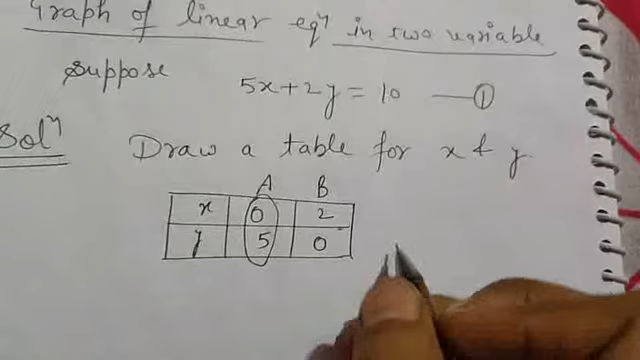 Graph of linear eqn in two variable
Suppose 5x+2y=10 —①
Soln Draw a table for x & y
A B
x 0 2
y 5 0